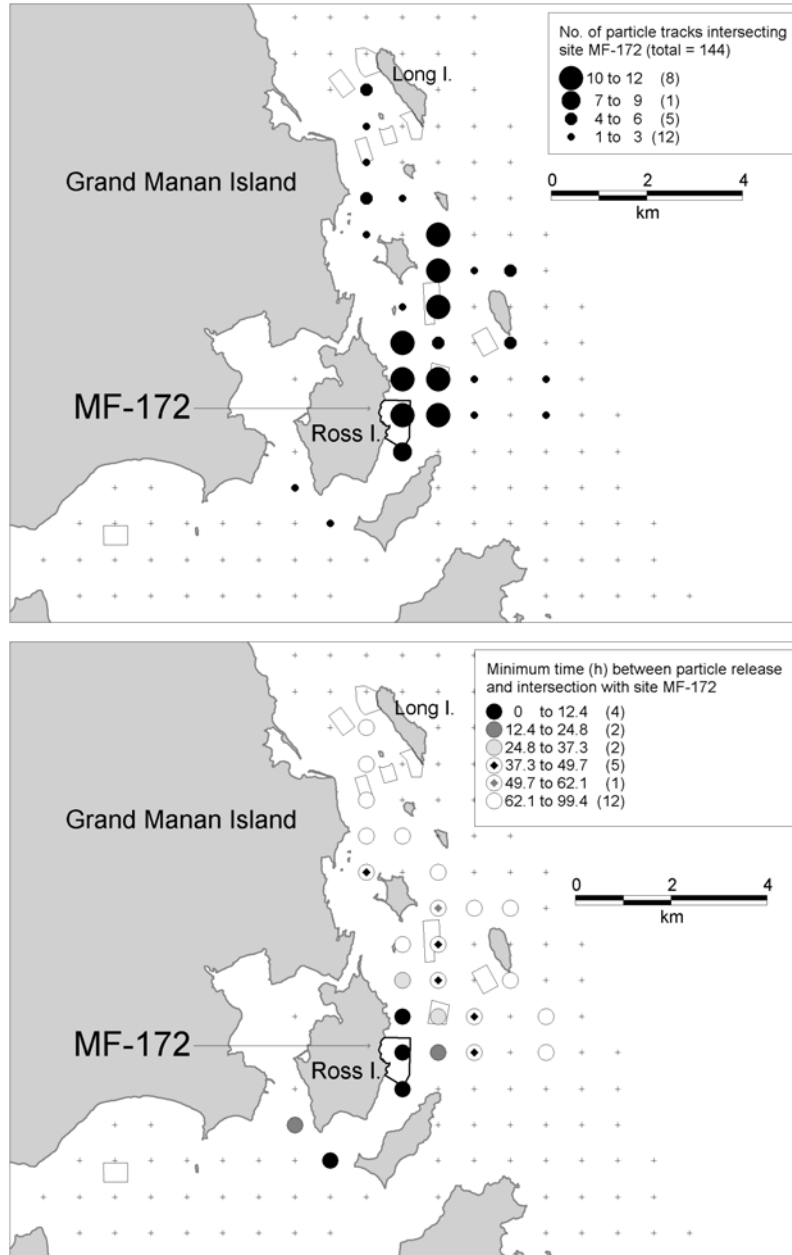 No. of particle tracks intersecting
site MF-172 (total = 144)
10 to 12 (8)
7 to 9 (1)
4 to 6 (5)
1 to 3 (12)
0 2 4
km
Long I.
Grand Manan Island
MF-172
Ross I.
Minimum time (h) between particle release
and intersection with site MF-172
0 to 12.4 (4)
12.4 to 24.8 (2)
24.8 to 37.3 (2)
37.3 to 49.7 (5)
49.7 to 62.1 (1)
62.1 to 99.4 (12)
0 2 4
km
Long I.
Grand Manan Island
MF-172
Ross I.